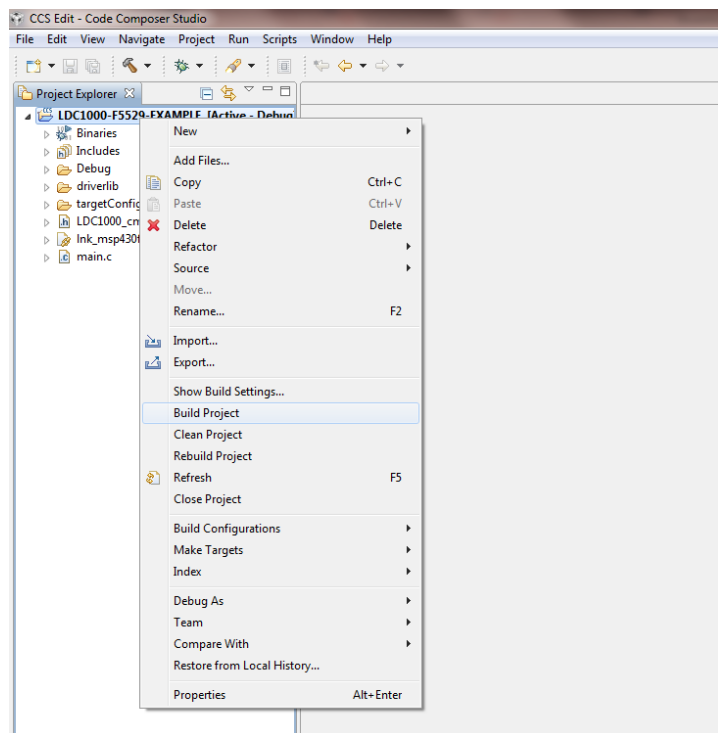 CCS Edit - Code Composer Studio
File Edit View Navigate Project Run Scripts Window Help
Project Explorer
LDC1000-F5529-EXAMPLE [Active - Debug
Binaries
Includes
Debug
driverlib
targetConfig
LDC1000_cm
lnk_msp430f
main.c
New
Add Files...
Copy Ctrl+C
Paste Ctrl+V
Delete Delete
Refactor
Source
Move...
Rename... F2
Import...
Export...
Show Build Settings...
Build Project
Clean Project
Rebuild Project
Refresh F5
Close Project
Build Configurations
Make Targets
Index
Debug As
Team
Compare With
Restore from Local History...
Properties Alt+Enter